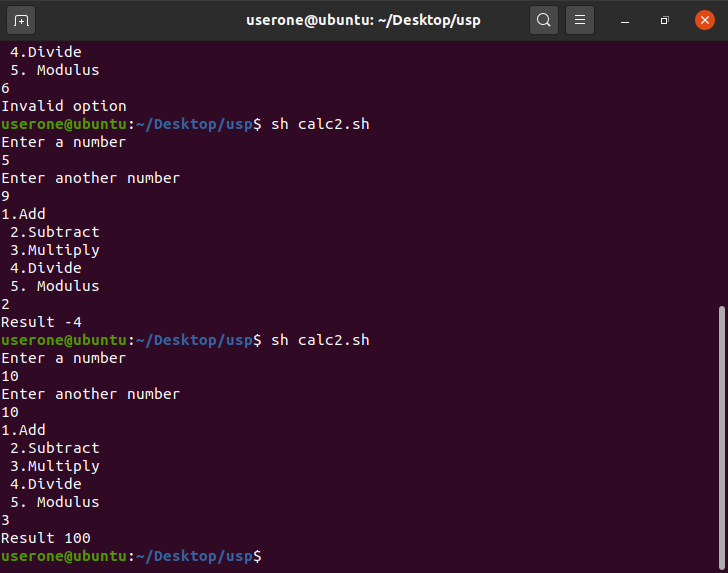 userone@ubuntu: ~/Desktop/usp
 4.Divide
 5. Modulus
6
Invalid option
userone@ubuntu:~/Desktop/usp$ sh calc2.sh
Enter a number
5
Enter another number
9
1.Add
 2.Subtract
 3.Multiply
 4.Divide
 5. Modulus
2
Result -4
userone@ubuntu:~/Desktop/usp$ sh calc2.sh
Enter a number
10
Enter another number
10
1.Add
 2.Subtract
 3.Multiply
 4.Divide
 5. Modulus
3
Result 100
userone@ubuntu:~/Desktop/usp$